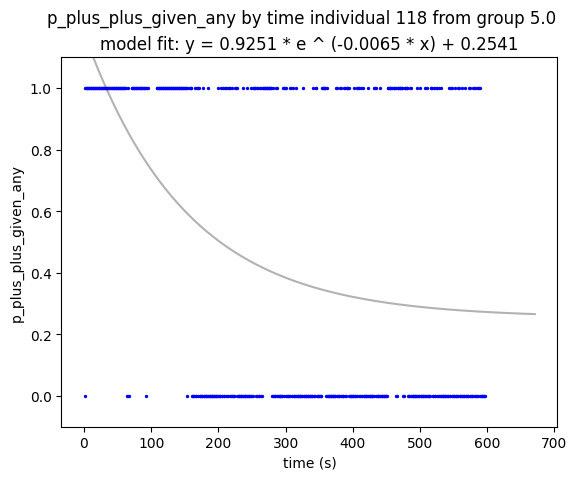 p_plus_plus_given_any by time individual 118 from group 5.0
model fit: y = 0.9251 * e ^ (-0.0065 * x) + 0.2541
1.0
0.8
0.6
0.4
0.2
0.0
p_plus_plus_given_any
0 100 200 300 400 500 600 700
time (s)